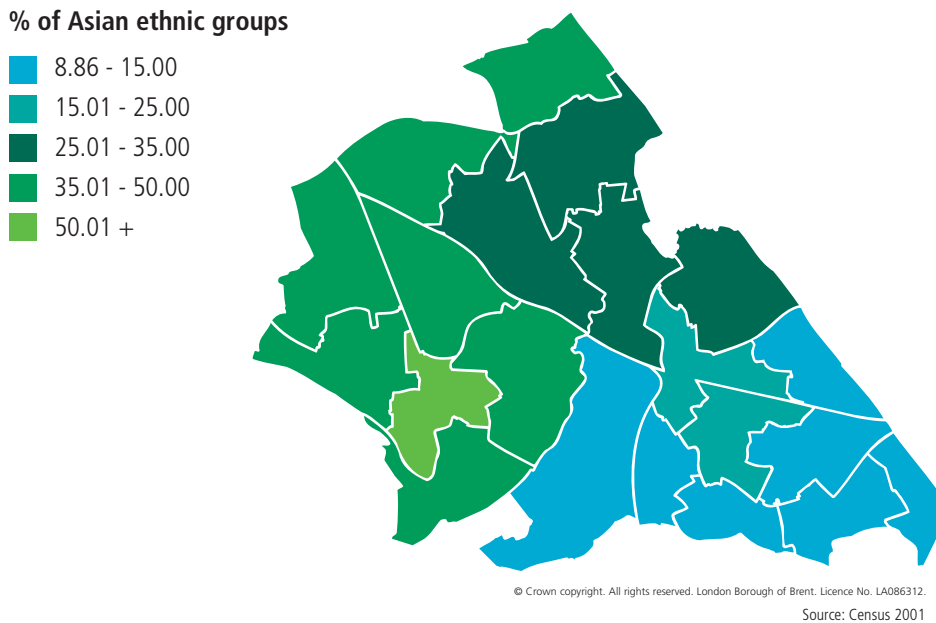 % of Asian ethnic groups
8.86 - 15.00
15.01 - 25.00
25.01 - 35.00
35.01 - 50.00
50.01 +
© Crown copyright. All rights reserved. London Borough of Brent. Licence No. LA086312.
Source: Census 2001